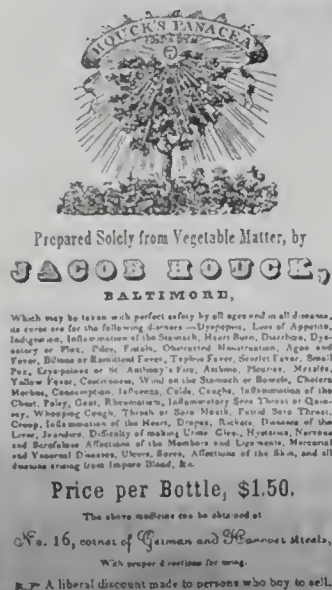 HOUCK'S PANACEA
Prepared Solely from Vegetable Matter, by
JACOB HOUCK,
BALTIMORE,
Which may be taken with perfect safety by all ages and in all diseases,
its cures are for the following diseases:—Dyspepsia, Loss of Appetite,
Indigestion, Inflammation of the Stomach, Heart Burn, Diarrhœa, Dys-
entary or Flux, Piles, Fistula, Obstructed Menstruation, Ague and
Fever, Bilious or Remittent Fever, Typhus Fever, Scarlet Fever, Small
Pox, Erysipelas or St. Anthony's Fire, Asthma, Pleurisy, Measles,
Yellow Fever, Costiveness, Wind on the Stomach or Bowels, Cholera
Morbus, Consumption, Influenza, Colds, Coughs, Inflammation of the
Chest, Palsy, Gout, Rheumatism, Inflammatory Sore Throat or Quin-
sey, Whooping Cough, Thrush or Sore Mouth, Putrid Sore Throat,
Croup, Inflammation of the Heart, Dropsy, Rickets, Diseases of the
Liver, Jaundice, Difficulty of making Urine, Gleet, Hysterics, Nervous
and Scrofulous Affections of the Members and Ligaments, Mercurial
and Venereal Diseases, Ulcers, Sores, Affections of the Skin, and all
diseases arising from Impure Blood, &c.
Price per Bottle, $1.50.
The above medicine can be obtained at
No. 16, corner of German and Hanover streets,
With proper directions for using.
☞ A liberal discount made to persons who buy to sell.